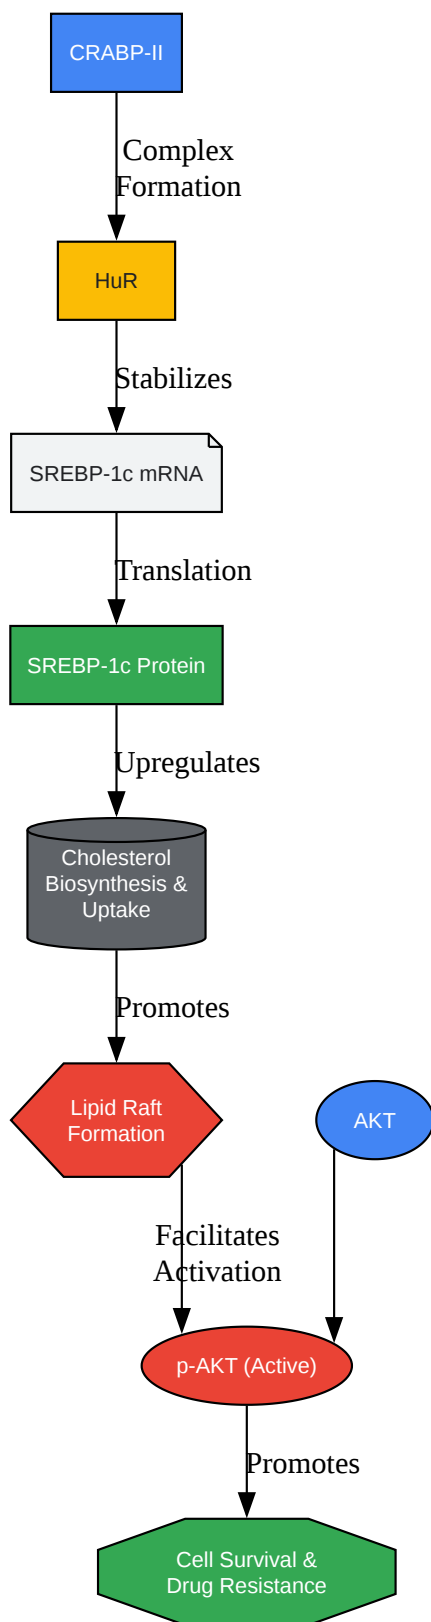 CRABP-II
Complex
Formation
HuR
Stabilizes
SREBP-1c mRNA
Translation
SREBP-1c Protein
Upregulates
Cholesterol
Biosynthesis &
Uptake
Promotes
Lipid Raft
Formation
AKT
Facilitates
Activation
p-AKT (Active)
Promotes
Cell Survival &
Drug Resistance